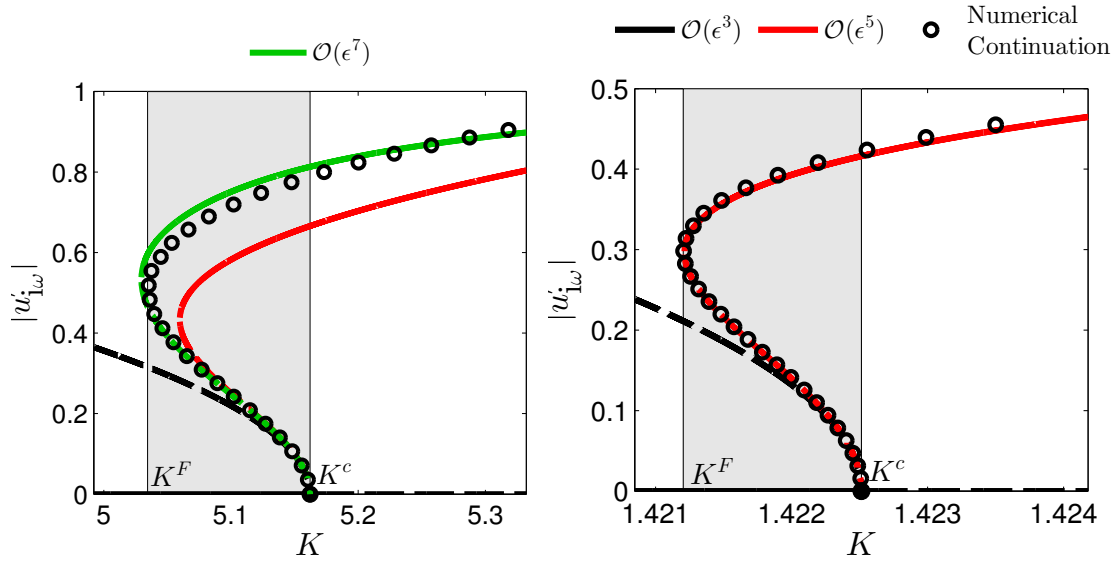 O(ϵ⁷)
O(ϵ³) O(ϵ⁵) Numerical
Continuation
1
0.8
0.6
0.4
0.2
0
|u′iω|
K^F
K^c
5 5.1 5.2 5.3
K
0.5
0.4
0.3
0.2
0.1
0
|u′iω|
K^F
K^c
1.421 1.422 1.423 1.424
K